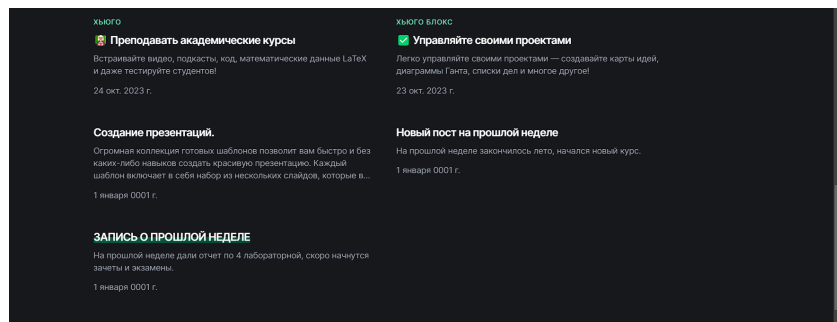 ХЬЮГО
Преподавать академические курсы
Встраивайте видео, подкасты, код, математические данные LaTeX
и даже тестируйте студентов!
24 окт. 2023 г.
ХЬЮГО БЛОКС
Управляйте своими проектами
Легко управляйте своими проектами — создавайте карты идей,
диаграммы Ганта, списки дел и многое другое!
23 окт. 2023 г.
Создание презентаций.
Огромная коллекция готовых шаблонов позволит вам быстро и без
каких-либо навыков создать красивую презентацию. Каждый
шаблон включает в себя набор из нескольких слайдов, которые в...
1 января 0001 г.
Новый пост на прошлой неделе
На прошлой неделе закончилось лето, начался новый курс.
1 января 0001 г.
ЗАПИСЬ О ПРОШЛОЙ НЕДЕЛЕ
На прошлой неделе дали отчет по 4 лабораторной, скоро начнутся
зачеты и экзамены.
1 января 0001 г.